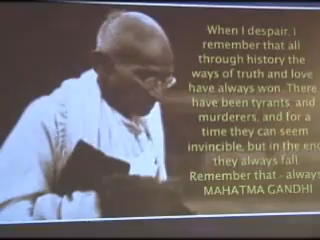 When I despair, I
remember that all
through history the
ways of truth and love
have always won. There
have been tyrants, and
murderers, and for a
time they can seem
invincible, but in the end
they always fall.
Remember that - always
MAHATMA GANDHI